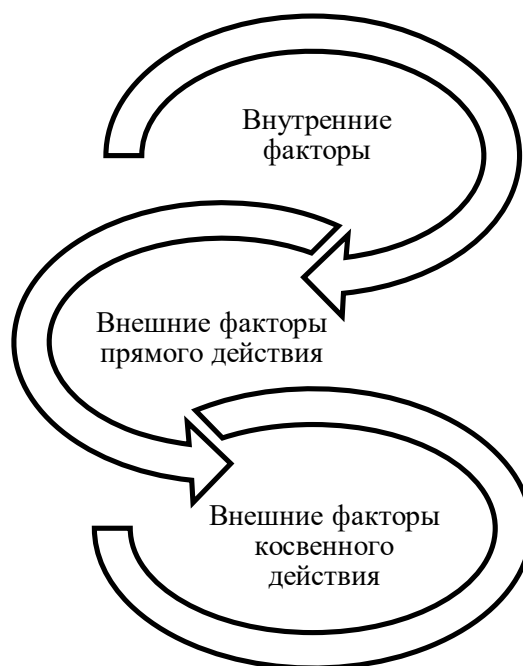 Внутренние
факторы
Внешние факторы
прямого действия
Внешние факторы
косвенного
действия